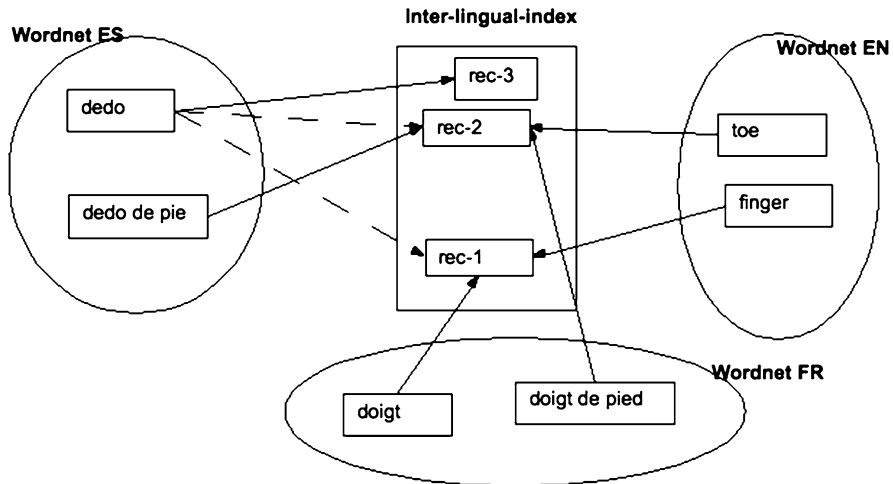 Inter-lingual-index
Wordnet ES
Wordnet EN
rec-3
dedo
rec-2
toe
dedo de pie
finger
rec-1
Wordnet FR
doigt
doigt de pied